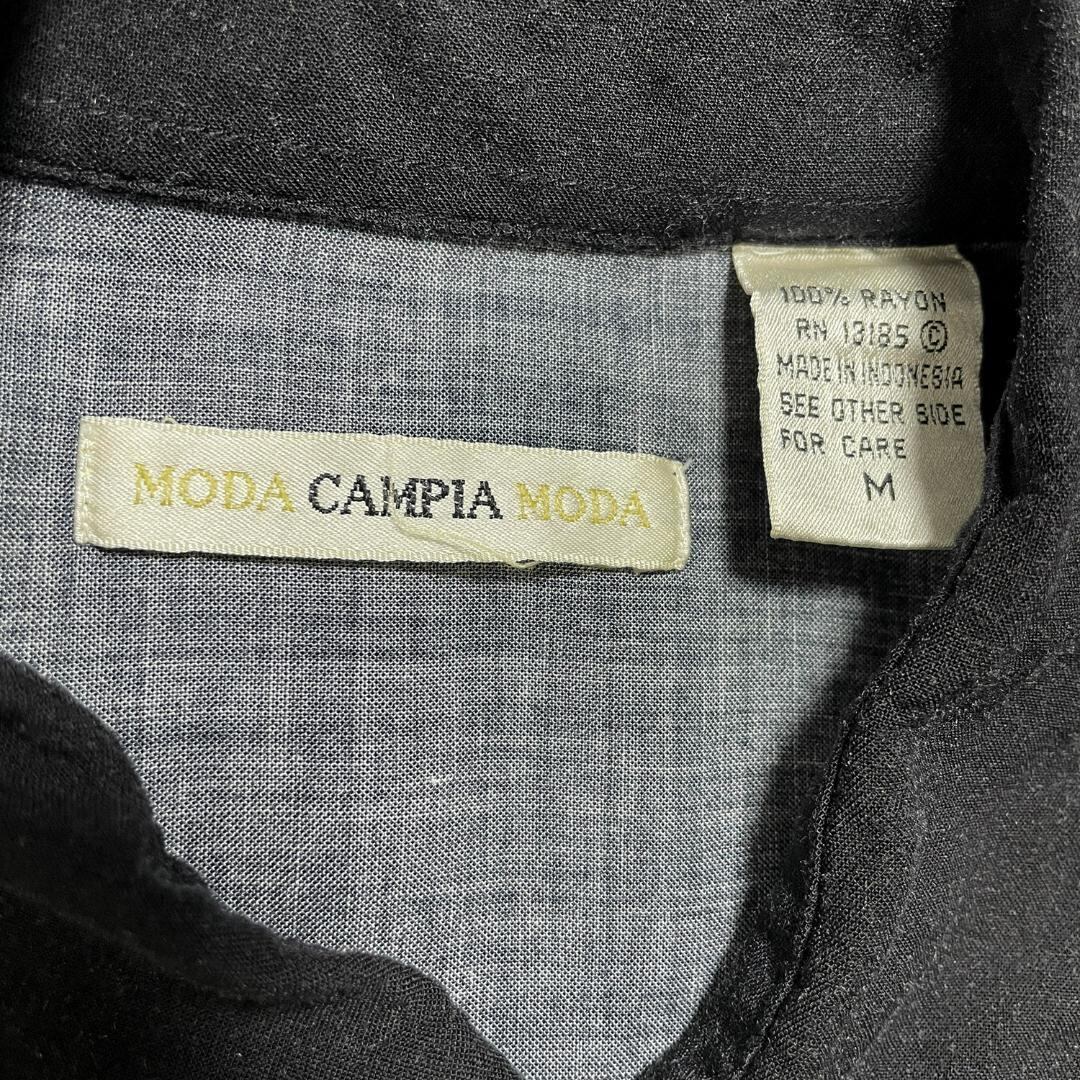 MODA CAMPIA MODA
100% RAYON
RN 13185 ©
MADE IN INDONESIA
SEE OTHER SIDE
FOR CARE
M